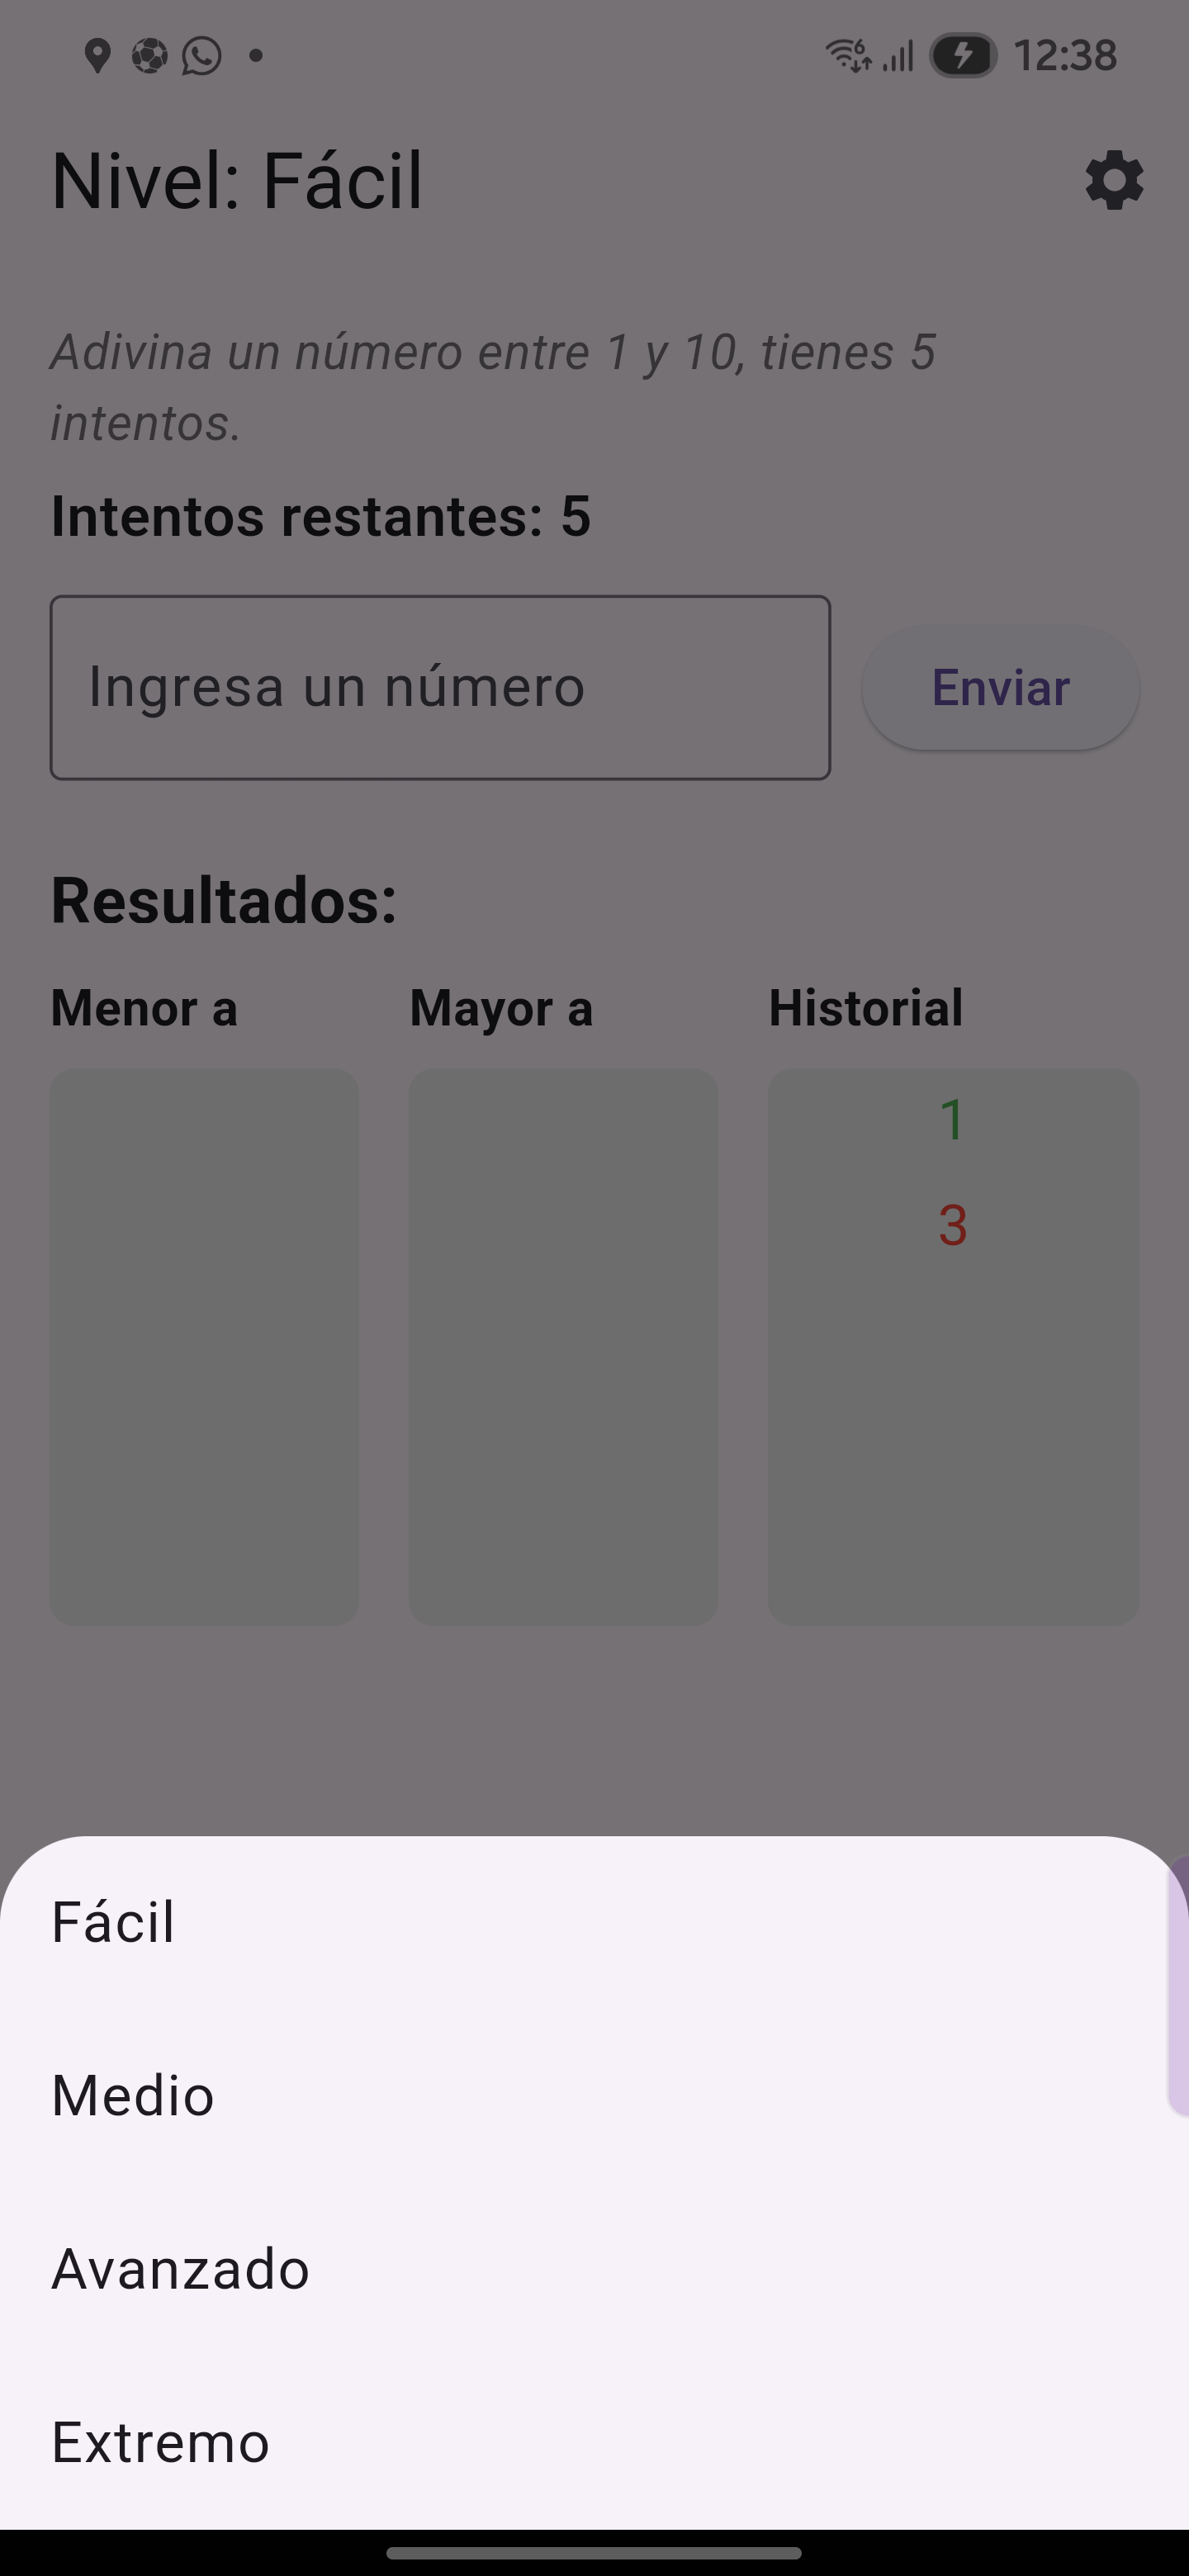 12:38
Nivel: Fácil
Adivina un número entre 1 y 10, tienes 5
intentos.
Intentos restantes: 5
Ingresa un número
Enviar
Resultados:
Menor a
Mayor a
Historial
1
3
Fácil
Medio
Avanzado
Extremo